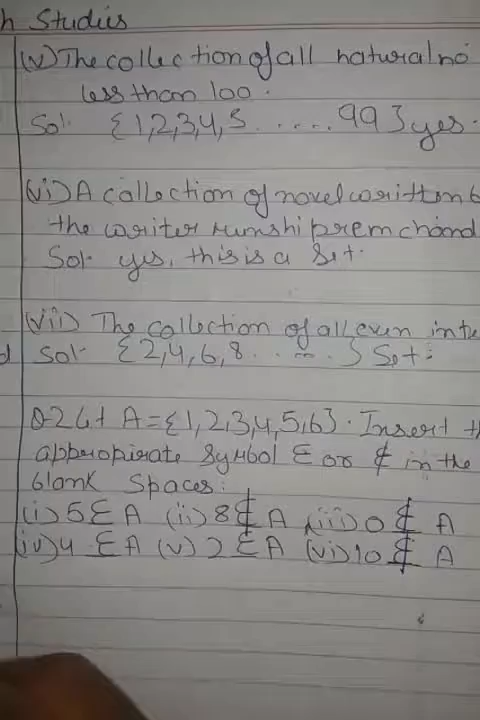 h Studies
(v) The collection of all natural no
less than 100.
Sol. {1,2,3,4,5.......99} yes.
(vi) A collection of novel written b
the writer munshi prem chand
Sol- yes, this is a Set.
(vii) The collection of all even inte
d Sol- {2,4,6,8.......} Set.
Q-2 Let A={1,2,3,4,5,6}. Insert th
appropirate symbol ∈ or ∉ in the
blank spaces:
(i) 5 ∈ A (ii) 8 ∉ A (iii) 0 ∉ A
(iv) 4 ∈ A (v) 2 ∈ A (vi) 10 ∉ A